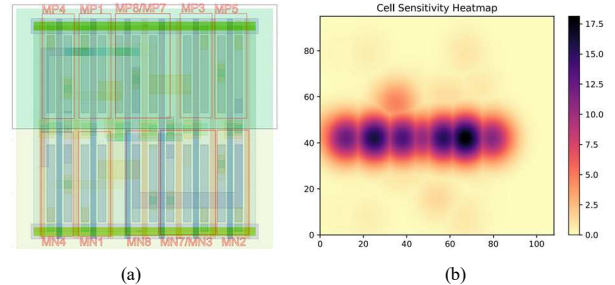 MP4 MP1 MP8/MP7 MP3 MP5
MN4 MN1 MN8 MN7/MN3 MN2
(a)
Cell Sensitivity Heatmap
80
60
40
20
0
0 20 40 60 80 100
17.5
15.0
12.5
10.0
7.5
5.0
2.5
0.0
(b)